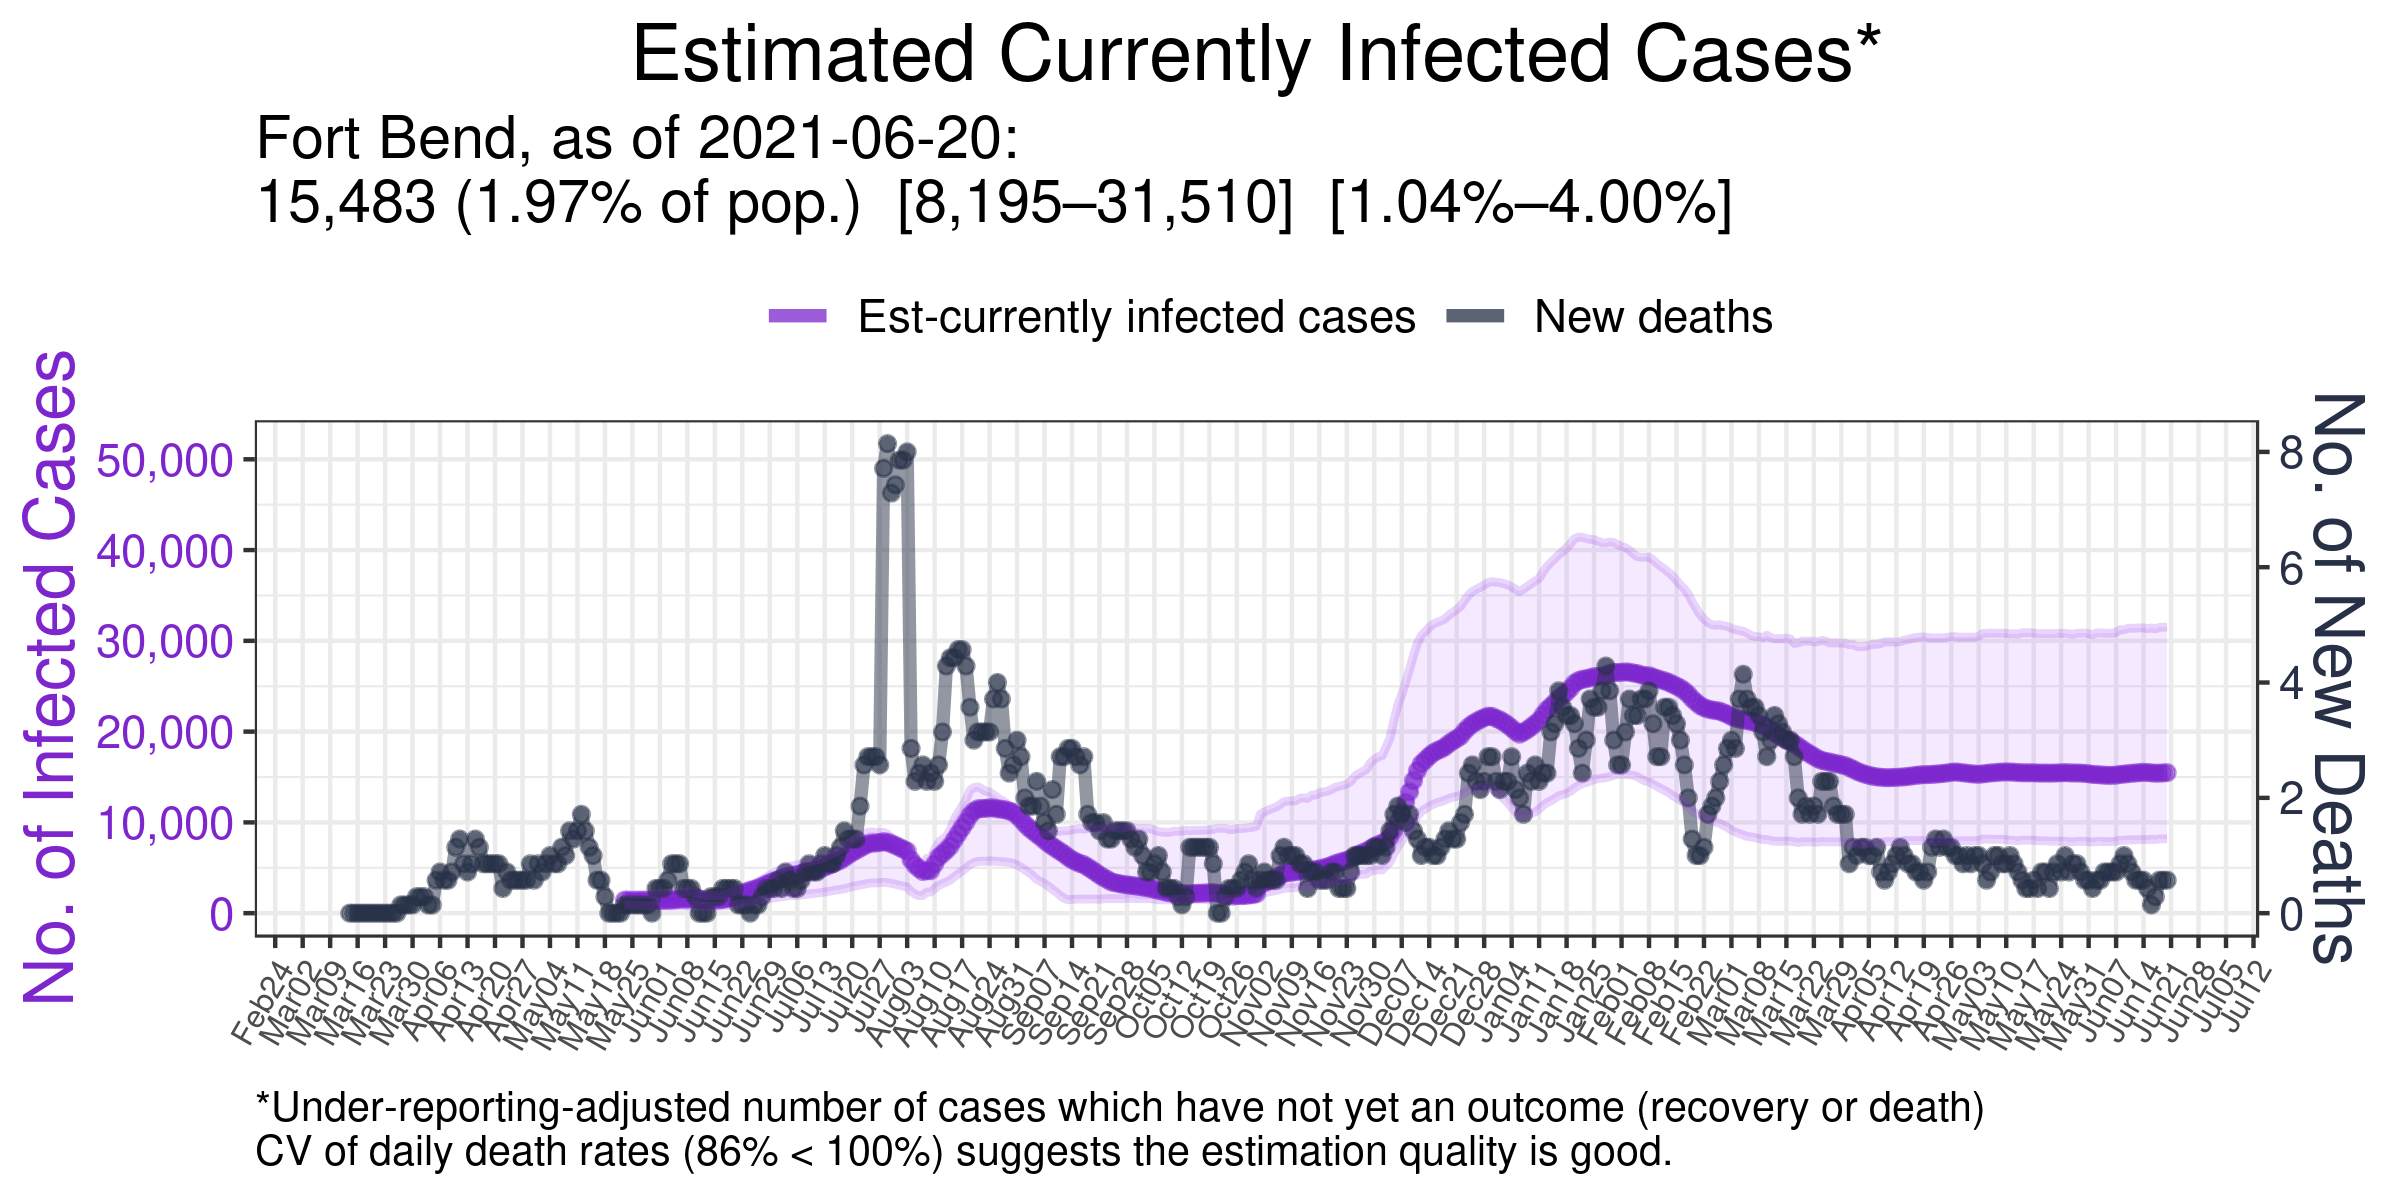 Estimated Currently Infected Cases*
Fort Bend, as of 2021-06-20:
15,483 (1.97% of pop.) [8,195–31,510] [1.04%–4.00%]
Est-currently infected cases New deaths
No. of Infected Cases
50,000
40,000
30,000
20,000
10,000
0
8
6
4
2
0
No. of New Deaths
Feb24 Mar02 Mar09 Mar16 Mar23 Mar30 Apr06 Apr13 Apr20 Apr27 May04 May11 May18 May25 Jun01 Jun08 Jun15 Jun22 Jun29 Jul06 Jul13 Jul20 Jul27 Aug03 Aug10 Aug17 Aug24 Aug31 Sep07 Sep14 Sep21 Sep28 Oct05 Oct12 Oct19 Oct26 Nov02 Nov09 Nov16 Nov23 Nov30 Dec07 Dec14 Dec21 Dec28 Jan04 Jan11 Jan18 Jan25 Feb01 Feb08 Feb15 Feb22 Mar01 Mar08 Mar15 Mar22 Mar29 Apr05 Apr12 Apr19 Apr26 May03 May10 May17 May24 May31 Jun07 Jun14 Jun21 Jun28 Jul05 Jul12
*Under-reporting-adjusted number of cases which have not yet an outcome (recovery or death)
CV of daily death rates (86% < 100%) suggests the estimation quality is good.